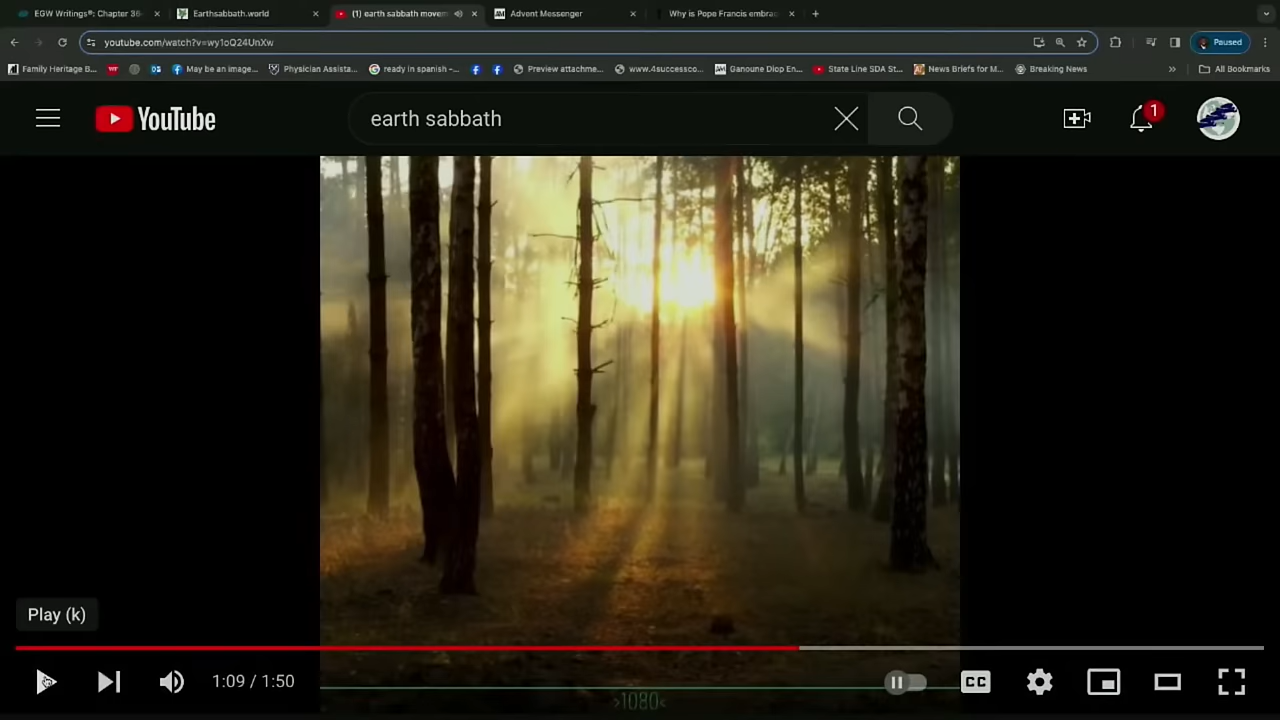 EGW Writings®: Chapter 36-
Earthsabbath.world
(1) earth sabbath movem
Advent Messenger
Why is Pope Francis embrac
youtube.com/watch?v=wy1oQ24UnXw
Paused
Family Heritage B...
May be an image...
Physician Assista...
ready in spanish –...
Preview attachme...
www.4successco...
Ganoune Diop En...
State Line SDA St...
News Briefs for M...
Breaking News
»
All Bookmarks
YouTube
earth sabbath
1
Play (k)
1:09 / 1:50
CC
>1080<